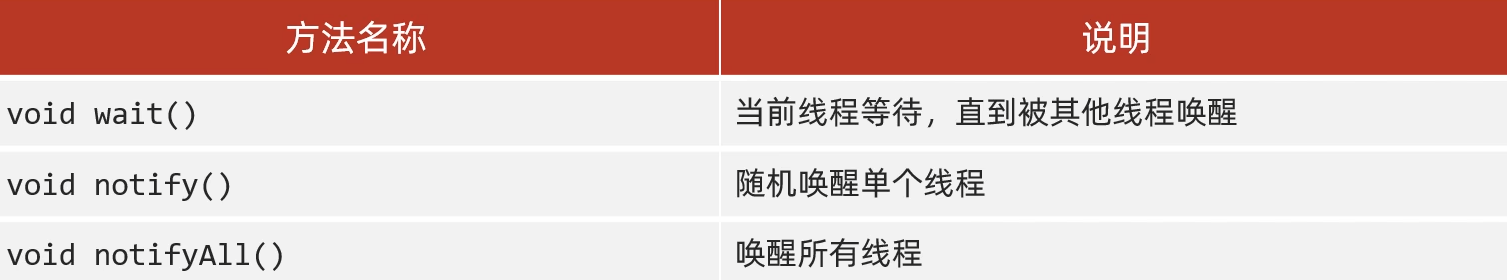 方法名称 说明
void wait() 当前线程等待，直到被其他线程唤醒
void notify() 随机唤醒单个线程
void notifyAll() 唤醒所有线程